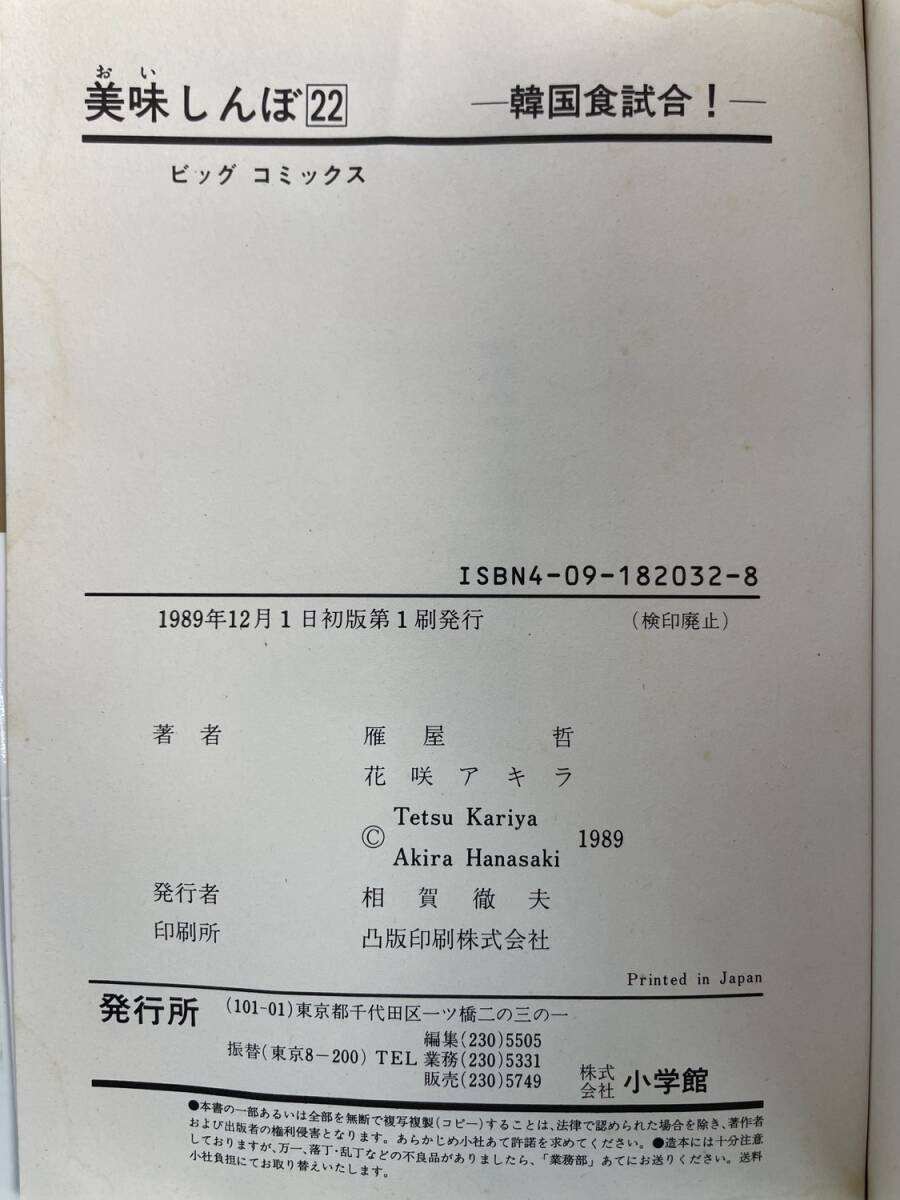 おい
美味しんぼ22 ―韓国食試合!―
ビッグ コミックス
ISBN4-09-182032-8
1989年12月1日初版第1刷発行 (検印廃止)
著者 雁屋 哲
花咲アキラ
© Tetsu Kariya
Akira Hanasaki 1989
発行者 相賀徹夫
印刷所 凸版印刷株式会社
Printed in Japan
発行所 (101-01)東京都千代田区一ツ橋二の三の一
編集(230)5505
振替(東京8-200) TEL 業務(230)5331
販売(230)5749
株式会社 小学館
●本書の一部あるいは全部を無断で複写複製(コピー)することは、法律で認められた場合を除き、著作者
および出版者の権利侵害となります。あらかじめ小社あて許諾を求めてください。●造本には十分注意
しておりますが、万一、落丁・乱丁などの不良品がありましたら、「業務部」あてにお送りください。送料
小社負担にてお取り替えいたします。